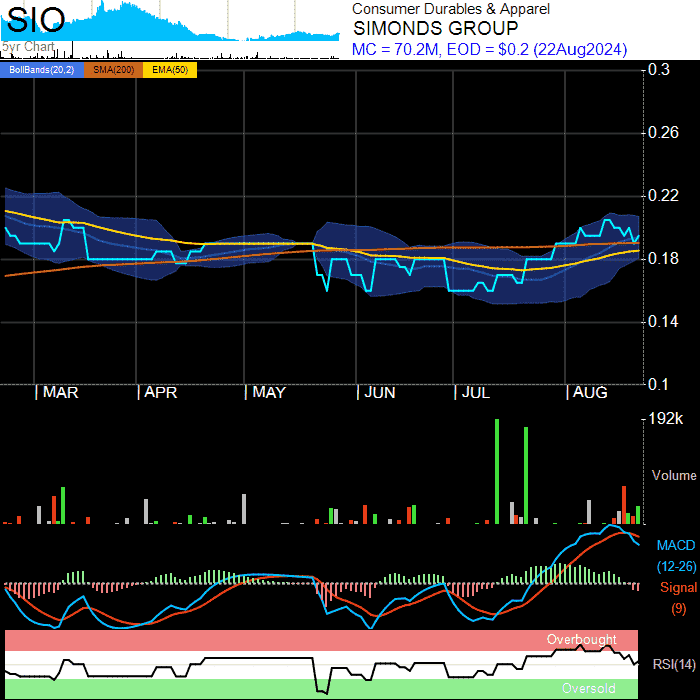 SIO
5yr Chart
Consumer Durables & Apparel
SIMONDS GROUP
MC = 70.2M, EOD = $0.2 (22Aug2024)
BollBands(20,2) SMA(200) EMA(50)
0.3
0.26
0.22
0.18
0.14
0.1
| MAR | APR | MAY | JUN | JUL | AUG
192k
Volume
MACD
(12-26)
Signal
(9)
Overbought
RSI(14)
Oversold